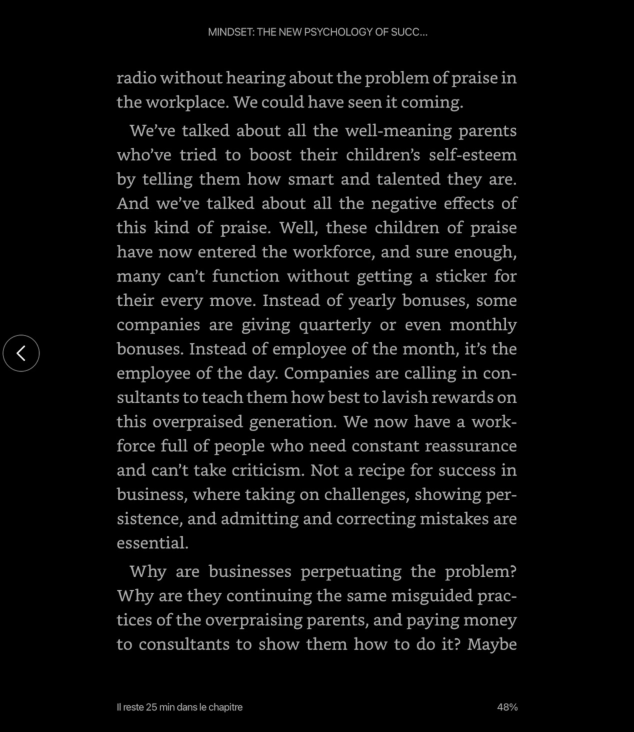 MINDSET: THE NEW PSYCHOLOGY OF SUCC...
radio without hearing about the problem of praise in
the workplace. We could have seen it coming.
We’ve talked about all the well-meaning parents
who’ve tried to boost their children’s self-esteem
by telling them how smart and talented they are.
And we’ve talked about all the negative effects of
this kind of praise. Well, these children of praise
have now entered the workforce, and sure enough,
many can’t function without getting a sticker for
their every move. Instead of yearly bonuses, some
companies are giving quarterly or even monthly
bonuses. Instead of employee of the month, it’s the
employee of the day. Companies are calling in con-
sultants to teach them how best to lavish rewards on
this overpraised generation. We now have a work-
force full of people who need constant reassurance
and can’t take criticism. Not a recipe for success in
business, where taking on challenges, showing per-
sistence, and admitting and correcting mistakes are
essential.
Why are businesses perpetuating the problem?
Why are they continuing the same misguided prac-
tices of the overpraising parents, and paying money
to consultants to show them how to do it? Maybe
Il reste 25 min dans le chapitre
48%